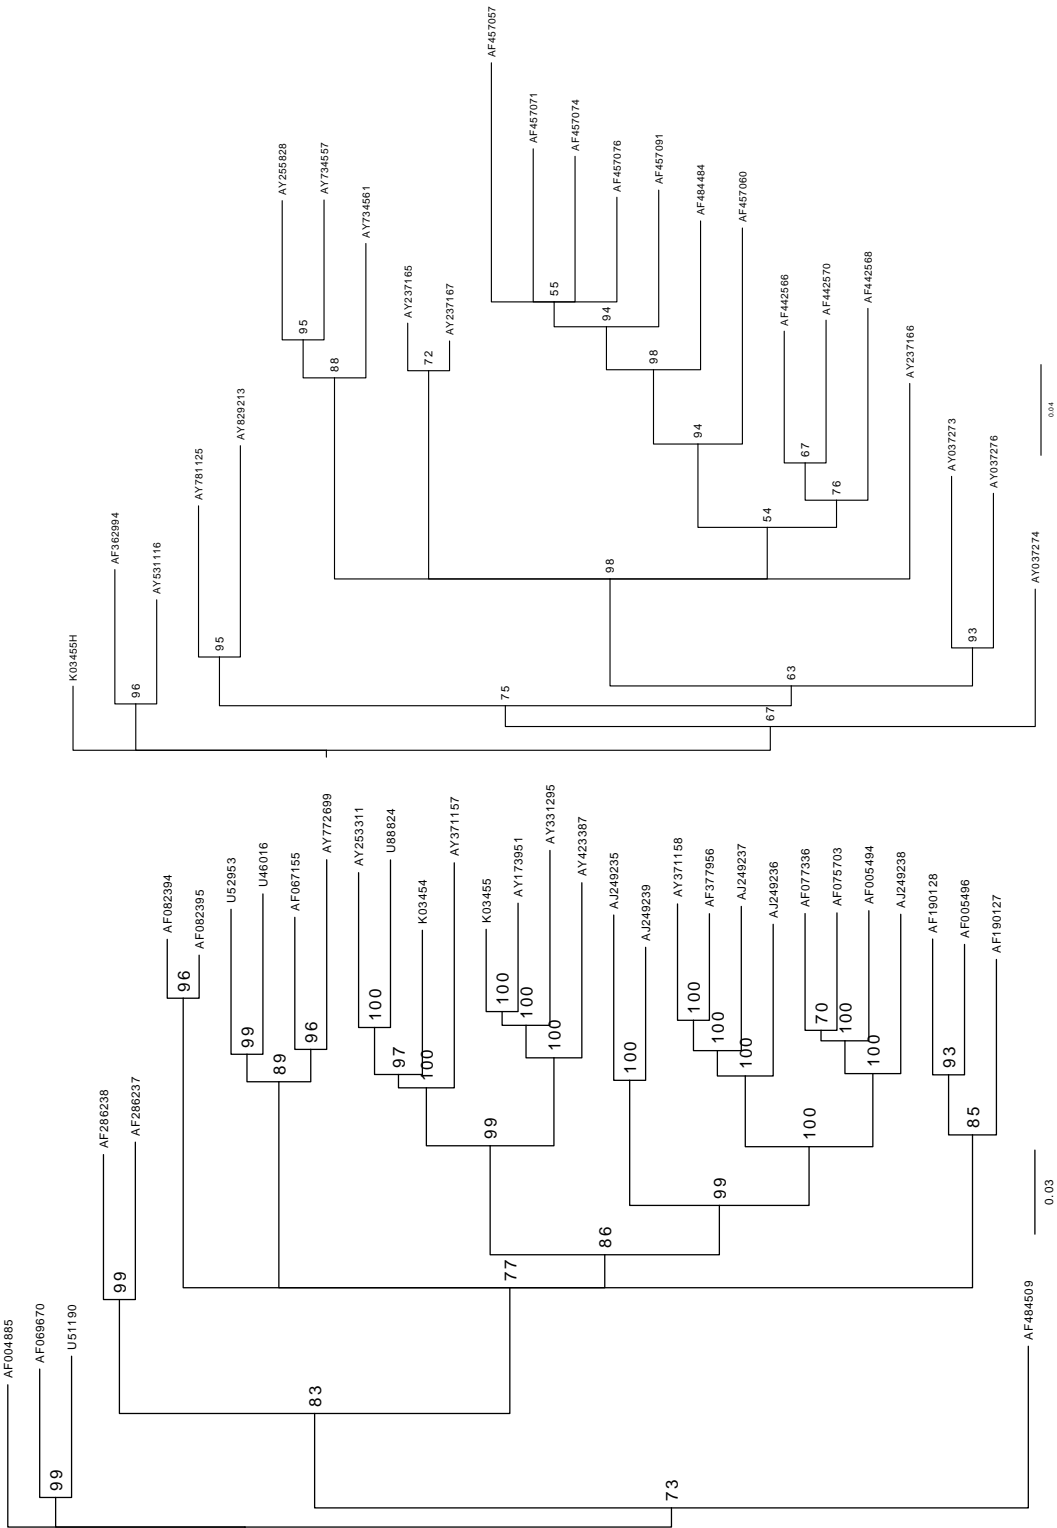 K03455H
96
AF362994
AY531116
95
AY781125
AY829213
75
88
95
AY255828
AY734557
AY734561
72
AY237165
AY237167
98
AF457057
55
AF457071
AF457074
94
AF457076
98
AF457091
94
AF484484
AF457060
54
67
AF442566
AF442570
76
AF442568
AY237166
63
67
93
AY037273
AY037276
AY037274
0.04
AF004885
99
AF069670
U51190
99
AF286238
AF286237
83
96
AF082394
AF082395
99
U52953
U46016
89
96
AF067155
AY772699
100
AY253311
U88824
97
K03454
100
AY371157
99
100
K03455
AY173951
100
AY331295
100
AY423387
77
86
100
AJ249235
AJ249239
99
100
AY371158
AF377956
100
AJ249237
100
AJ249236
100
70
AF077336
AF075703
100
AF005494
100
AJ249238
93
AF190128
AF005496
85
AF190127
73
AF484509
0.03